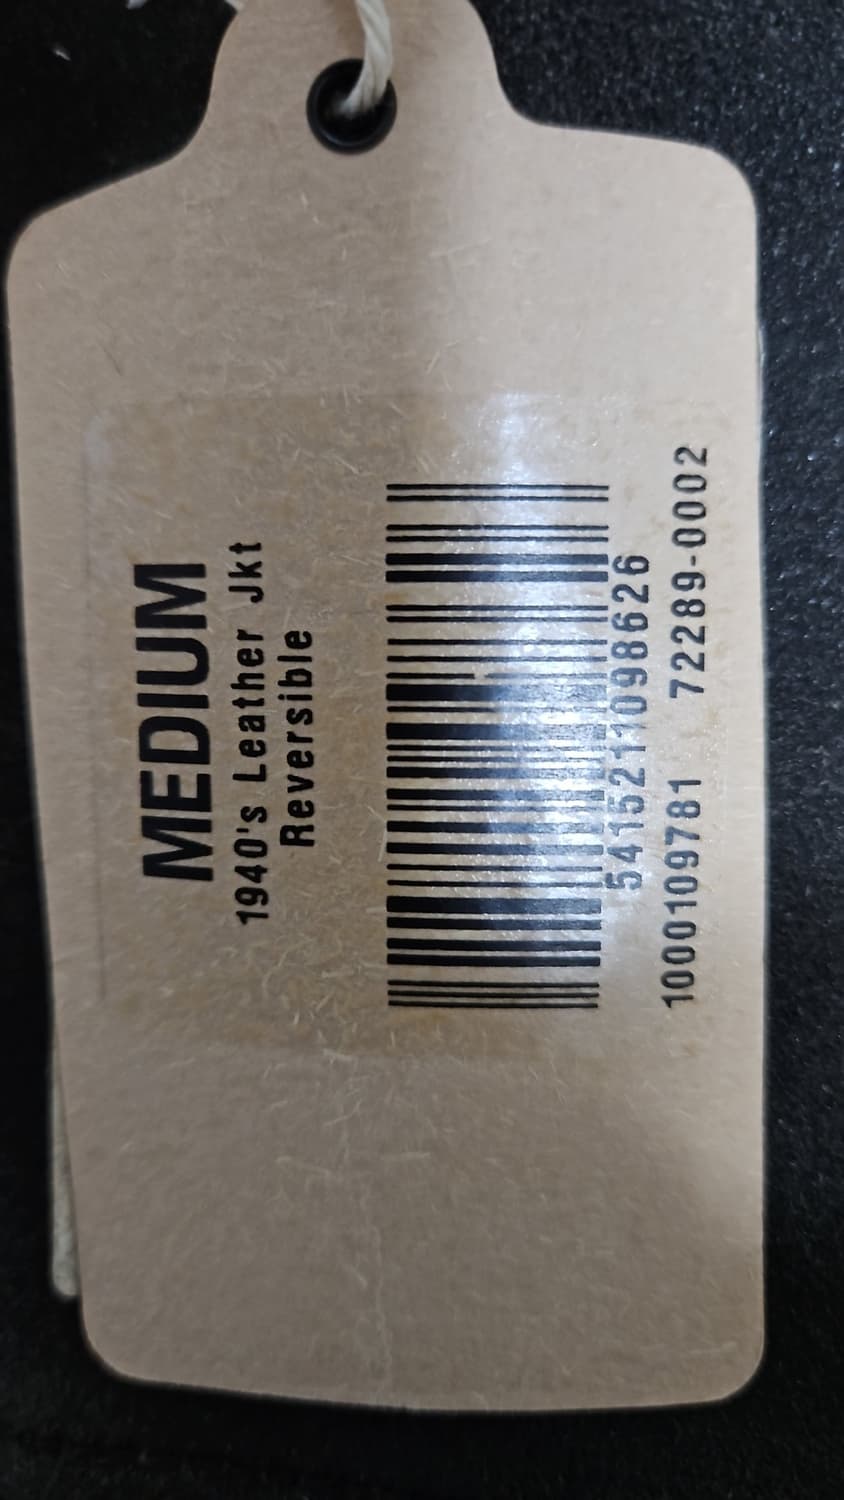 MEDIUM
1940's Leather Jkt
Reversible
5415211098626
1000109781 72289-0002